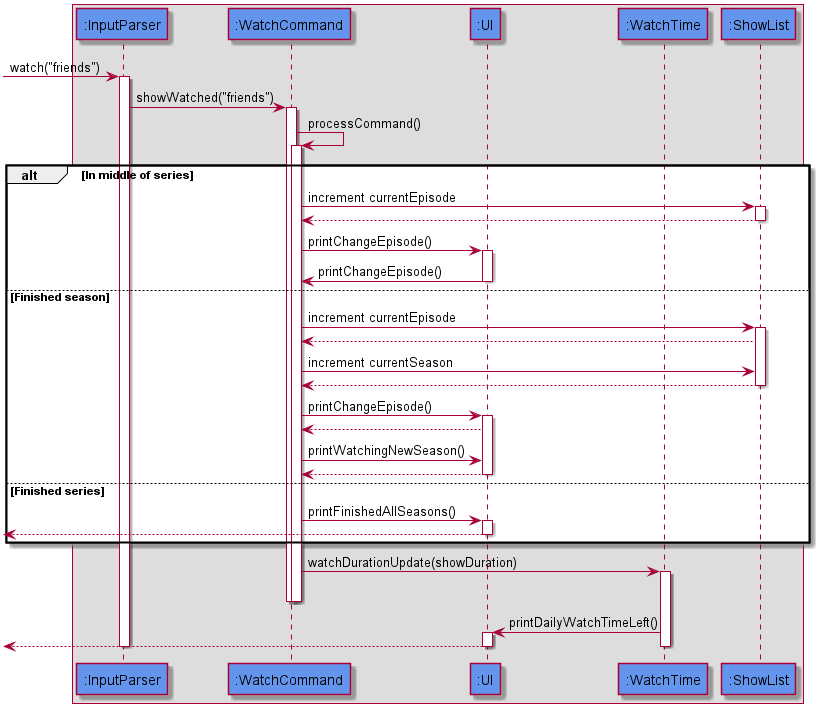 :InputParser :WatchCommand :UI :WatchTime :ShowList
watch("friends")
showWatched("friends")
processCommand()
alt [In middle of series]
increment currentEpisode
printChangeEpisode()
printChangeEpisode()
[Finished season]
increment currentEpisode
increment currentSeason
printChangeEpisode()
printWatchingNewSeason()
[Finished series]
printFinishedAllSeasons()
watchDurationUpdate(showDuration)
printDailyWatchTimeLeft()
:InputParser :WatchCommand :UI :WatchTime :ShowList